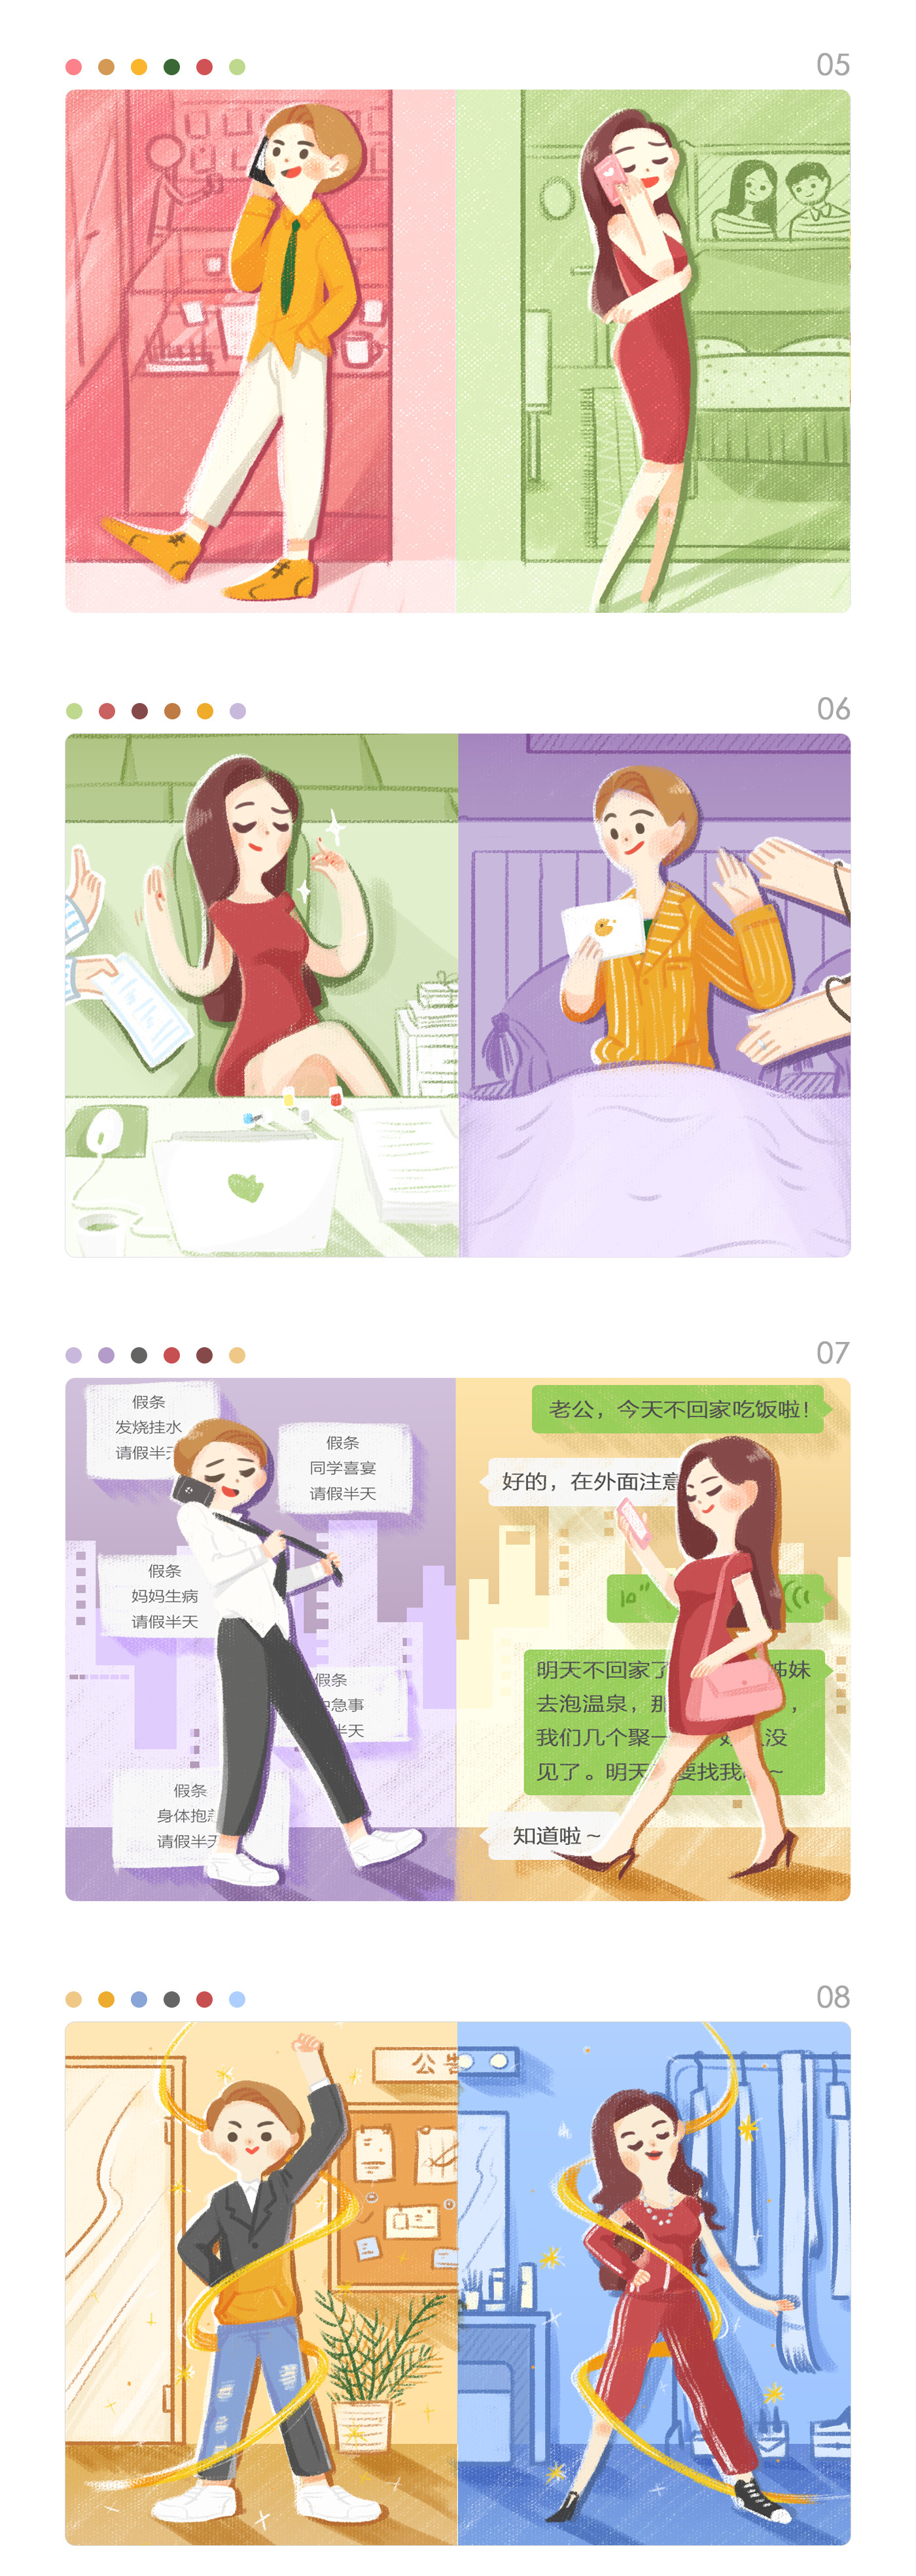 05
06
07
假条
发烧挂水
请假半
假条
同学喜宴
请假半天
假条
妈妈生病
请假半天
假条
急事
半天
假条
身体抱
请假半天
老公，今天不回家吃饭啦！
好的，在外面注意
10"
明天不回家了 姊妹
去泡温泉，那 ，
我们几个聚一 没
见了。明天 要找我 ~
知道啦~
08
公告